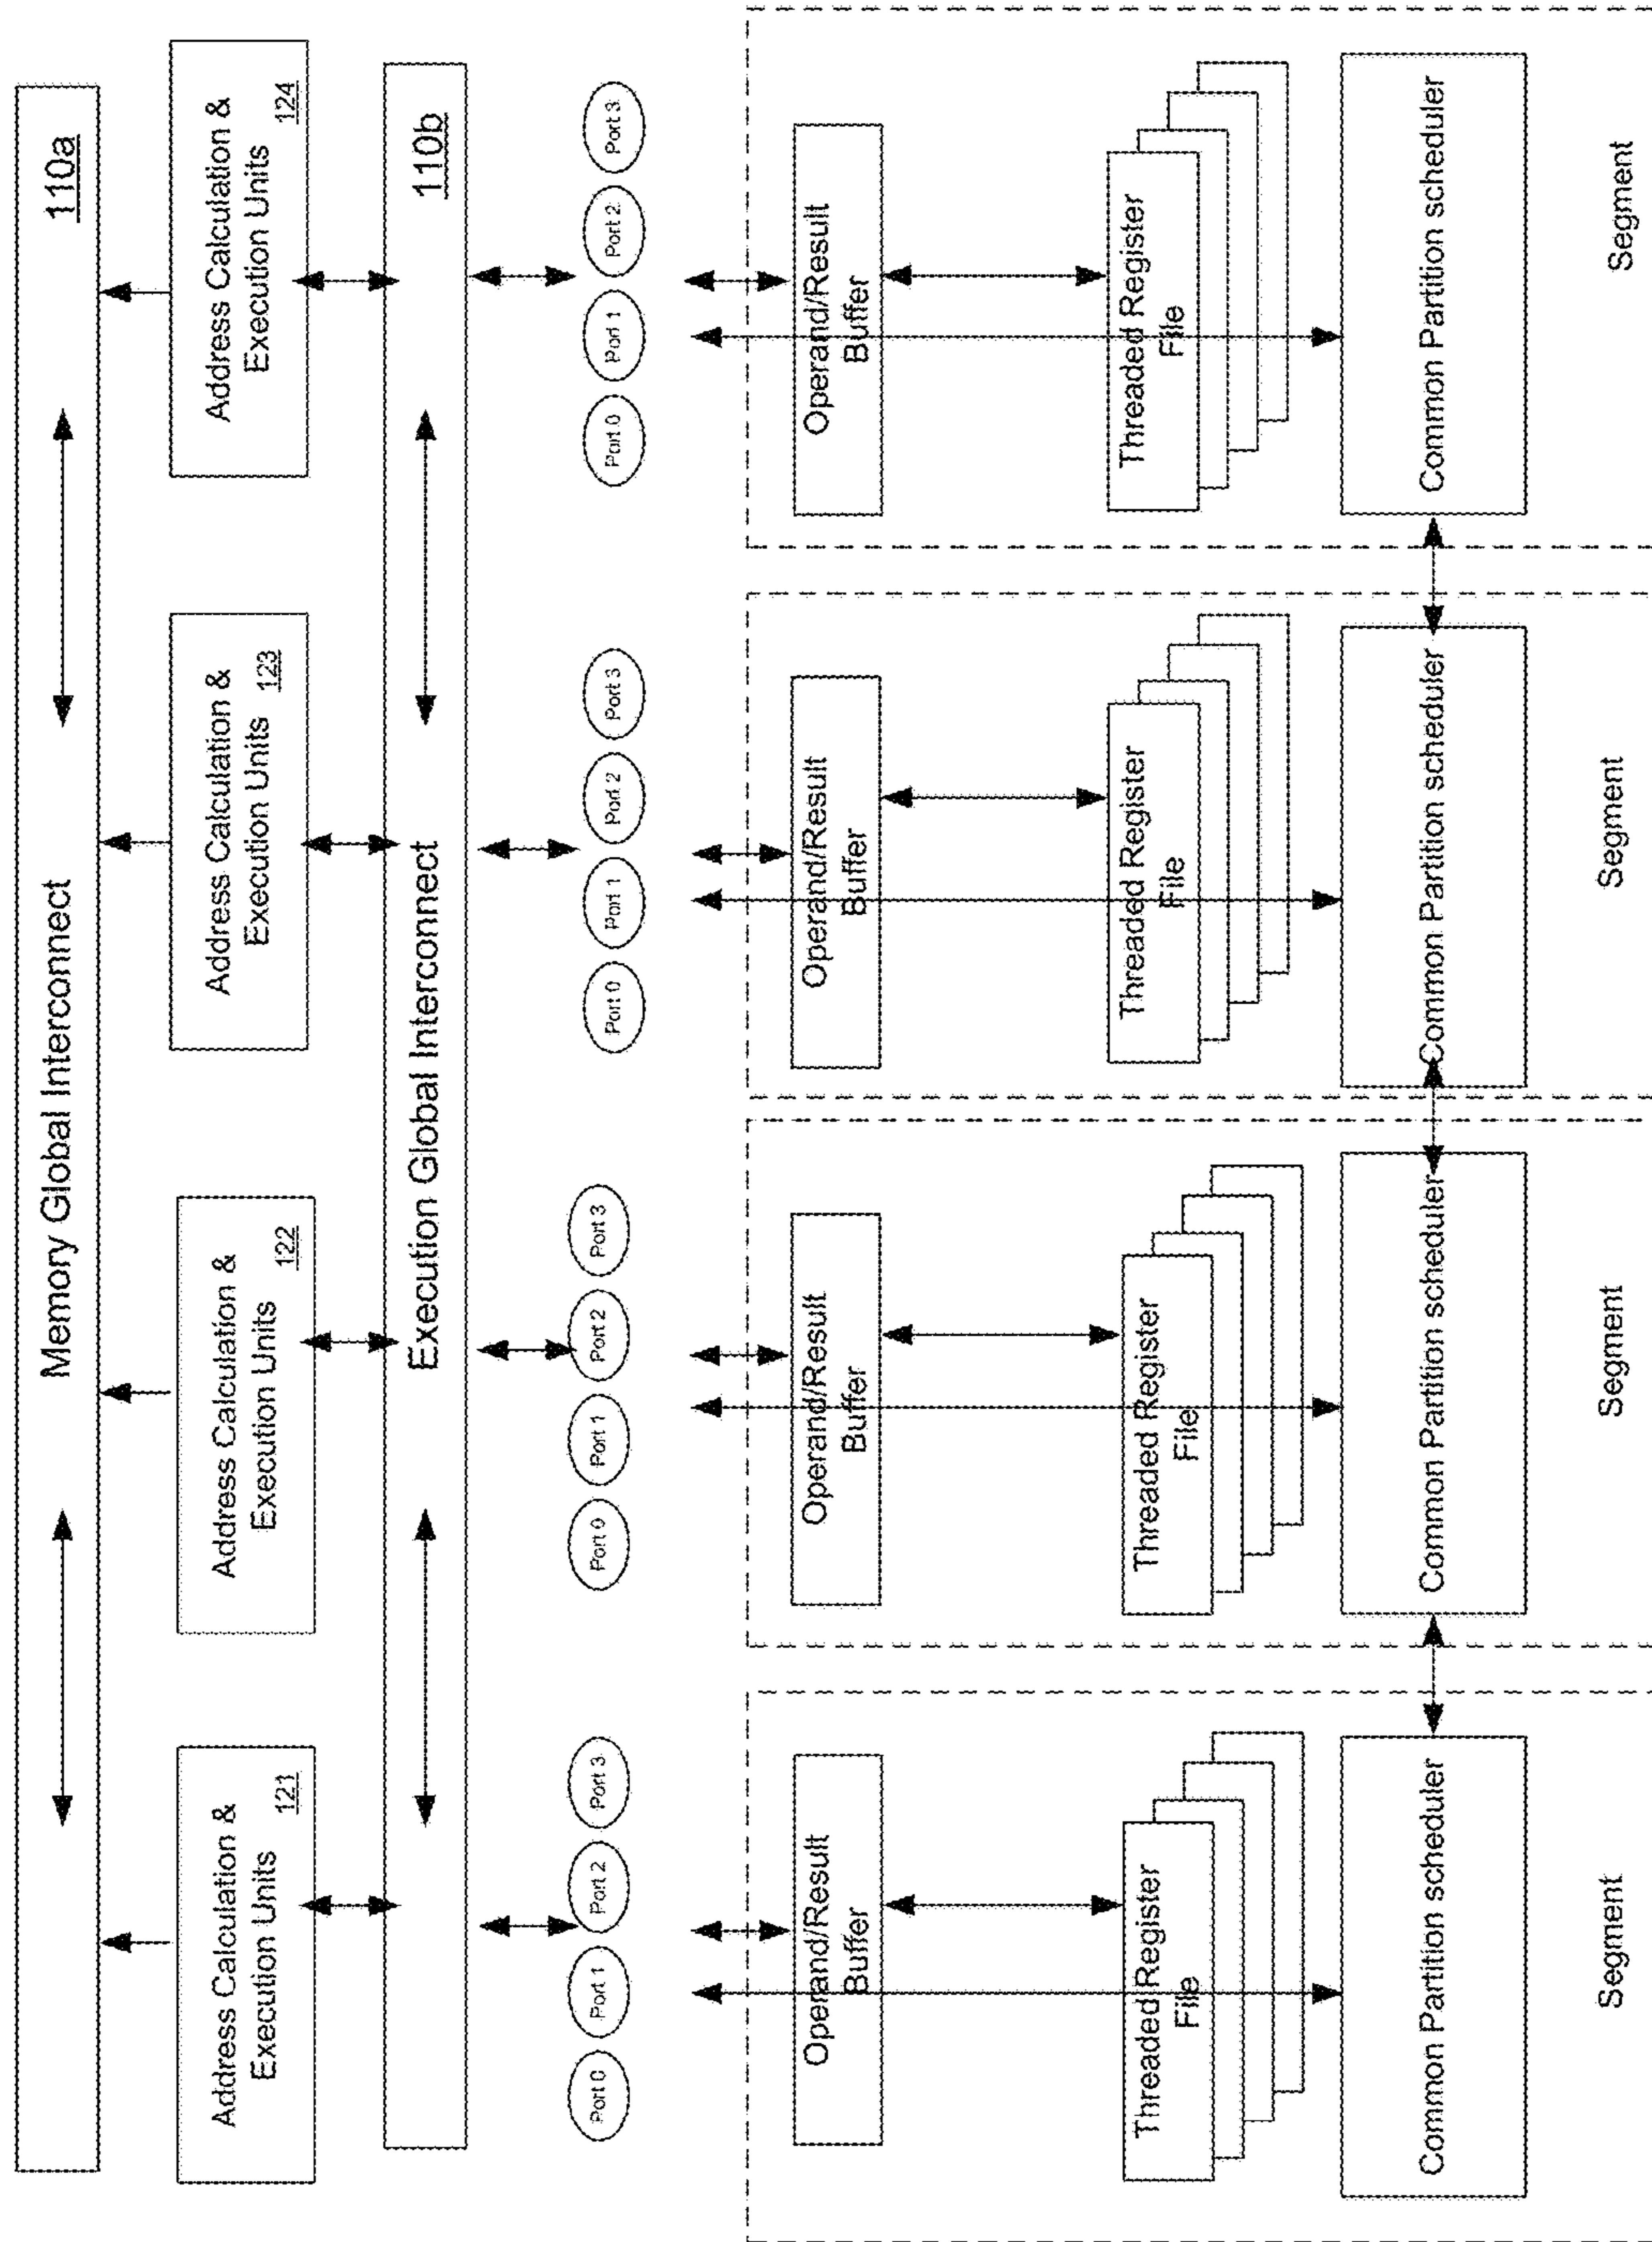 Memory Global Interconnect
110a
Address Calculation &
Execution Units
121
Address Calculation &
Execution Units
122
Address Calculation &
Execution Units
123
Address Calculation &
Execution Units
124
Execution Global Interconnect
110b
Port 0
Port 1
Port 2
Port 3
Port 0
Port 1
Port 2
Port 3
Port 0
Port 1
Port 2
Port 3
Port 0
Port 1
Port 2
Port 3
Operand/Result
Buffer
Operand/Result
Buffer
Operand/Result
Buffer
Operand/Result
Buffer
Threaded Register
File
Threaded Register
File
Threaded Register
File
Threaded Register
File
Common Partition scheduler
Common Partition scheduler
Common Partition scheduler
Common Partition scheduler
Segment
Segment
Segment
Segment